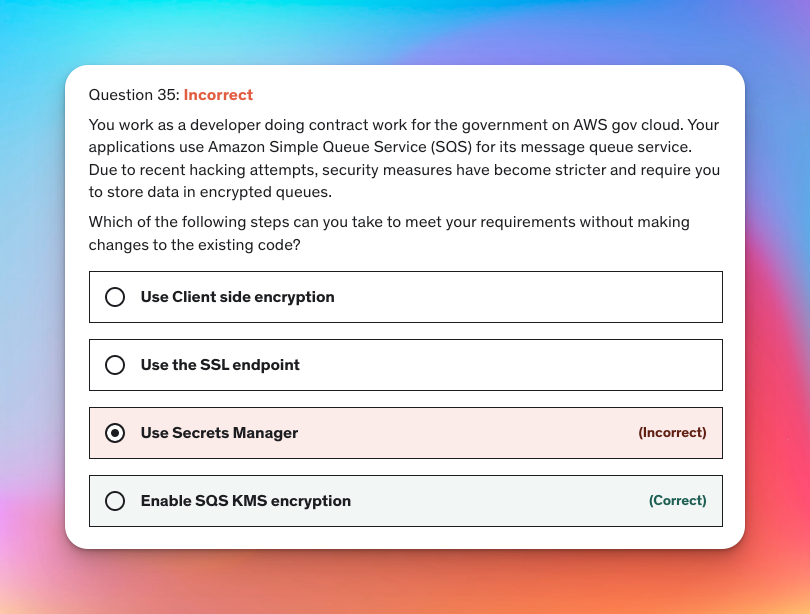 Question 35: Incorrect
You work as a developer doing contract work for the government on AWS gov cloud. Your
applications use Amazon Simple Queue Service (SQS) for its message queue service.
Due to recent hacking attempts, security measures have become stricter and require you
to store data in encrypted queues.
Which of the following steps can you take to meet your requirements without making
changes to the existing code?
Use Client side encryption
Use the SSL endpoint
Use Secrets Manager (Incorrect)
Enable SQS KMS encryption (Correct)